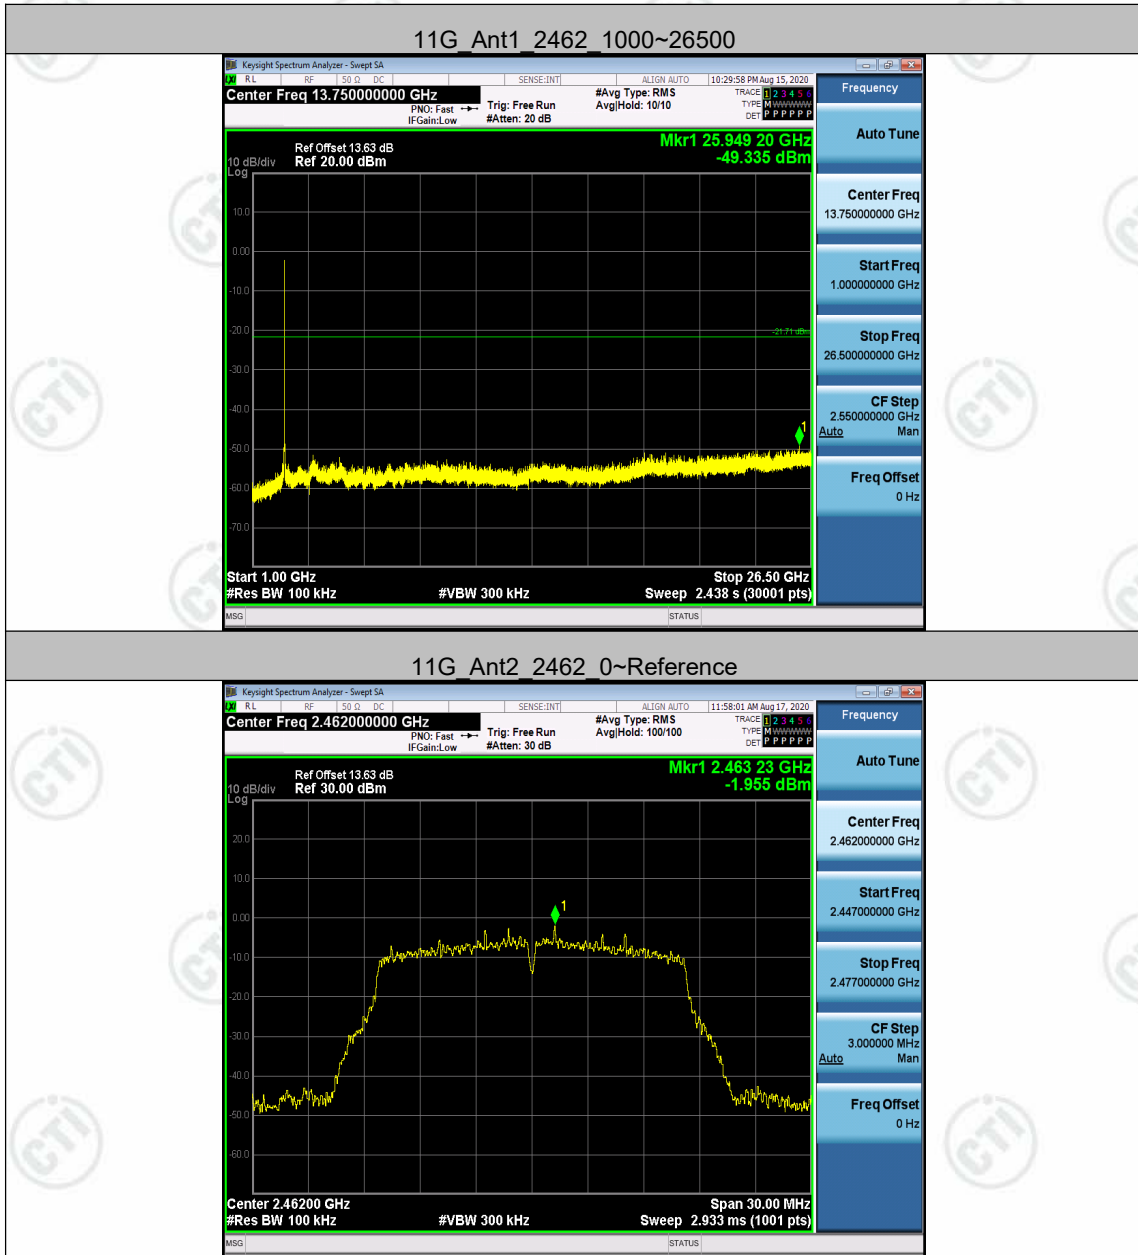 11G_Ant1_2462_1000~26500
Keysight Spectrum Analyzer - Swept SA
LXI RL RF 50 Ω DC SENSE:INT ALIGN AUTO 10:29:58 PM Aug 15, 2020
Center Freq 13.750000000 GHz
PNO: Fast
IFGain:Low
Trig: Free Run
#Atten: 20 dB
#Avg Type: RMS
Avg|Hold: 10/10
TRACE 1 2 3 4 5 6
TYPE M W W W W W
DET P P P P P P
Ref Offset 13.63 dB
10 dB/div Ref 20.00 dBm
Log
Mkr1 25.949 20 GHz
-49.335 dBm
10.0
0.00
-10.0
-20.0
-21.71 dBm
-30.0
-40.0
1
-50.0
-60.0
-70.0
Start 1.00 GHz Stop 26.50 GHz
#Res BW 100 kHz #VBW 300 kHz Sweep 2.438 s (30001 pts)
MSG STATUS
Frequency
Auto Tune
Center Freq
13.750000000 GHz
Start Freq
1.000000000 GHz
Stop Freq
26.500000000 GHz
CF Step
2.550000000 GHz
Auto Man
Freq Offset
0 Hz
11G_Ant2_2462_0~Reference
Keysight Spectrum Analyzer - Swept SA
LXI RL RF 50 Ω DC SENSE:INT ALIGN AUTO 11:58:01 AM Aug 17, 2020
Center Freq 2.462000000 GHz
PNO: Fast
IFGain:Low
Trig: Free Run
#Atten: 30 dB
#Avg Type: RMS
Avg|Hold: 100/100
TRACE 1 2 3 4 5 6
TYPE M W W W W W
DET P P P P P P
Ref Offset 13.63 dB
10 dB/div Ref 30.00 dBm
Log
Mkr1 2.463 23 GHz
-1.955 dBm
20.0
10.0
0.00
1
-10.0
-20.0
-30.0
-40.0
-50.0
-60.0
Center 2.46200 GHz Span 30.00 MHz
#Res BW 100 kHz #VBW 300 kHz Sweep 2.933 ms (1001 pts)
MSG STATUS
Frequency
Auto Tune
Center Freq
2.462000000 GHz
Start Freq
2.447000000 GHz
Stop Freq
2.477000000 GHz
CF Step
3.000000 MHz
Auto Man
Freq Offset
0 Hz
CTI
CTI
CTI
CTI
CTI
CTI
CTI
CTI